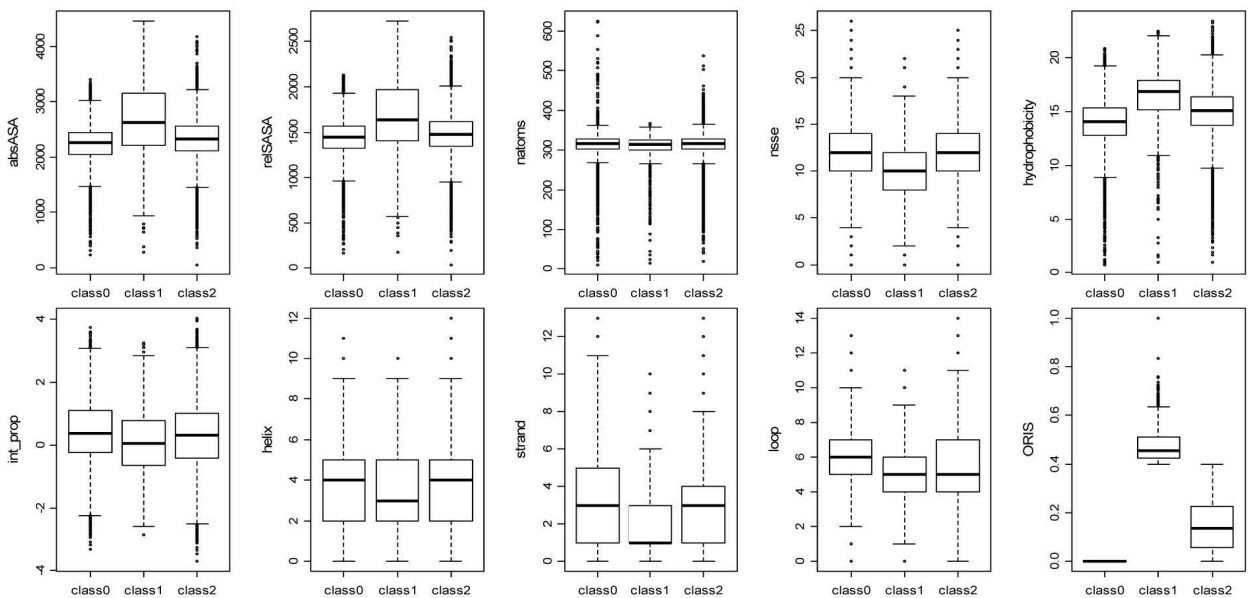 absASA
0 1000 2000 3000 4000
class0 class1 class2
relSASA
0 500 1000 1500 2000 2500
class0 class1 class2
natoms
0 100 200 300 400 500 600
class0 class1 class2
nsse
0 5 10 15 20 25
class0 class1 class2
hydrophobicity
0 5 10 15 20
class0 class1 class2
int_prop
-4 -2 0 2 4
class0 class1 class2
helix
0 2 4 6 8 10 12
class0 class1 class2
strand
0 2 4 6 8 10 12
class0 class1 class2
loop
0 2 4 6 8 10 12 14
class0 class1 class2
ORIS
0.0 0.2 0.4 0.6 0.8 1.0
class0 class1 class2